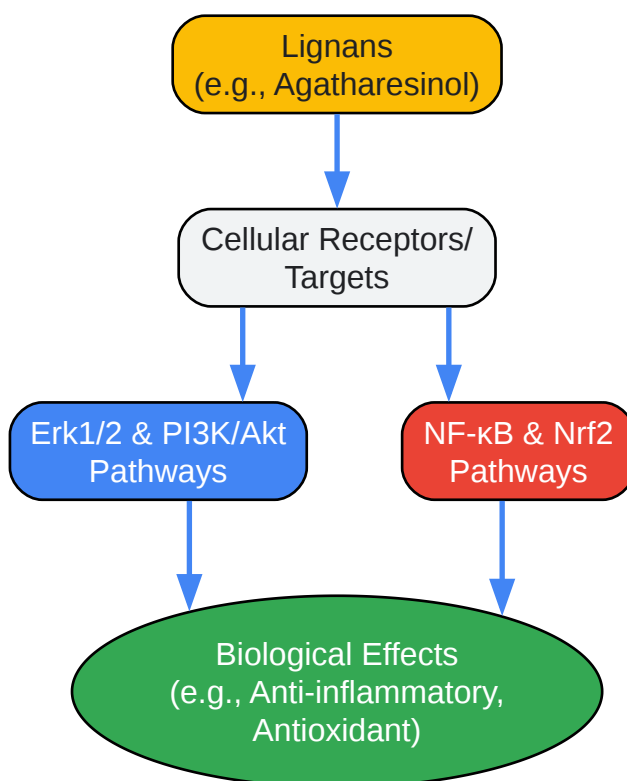 Lignans
(e.g., Agatharesinol)
Cellular Receptors/
Targets
Erk1/2 & PI3K/Akt
Pathways
NF-κB & Nrf2
Pathways
Biological Effects
(e.g., Anti-inflammatory,
Antioxidant)